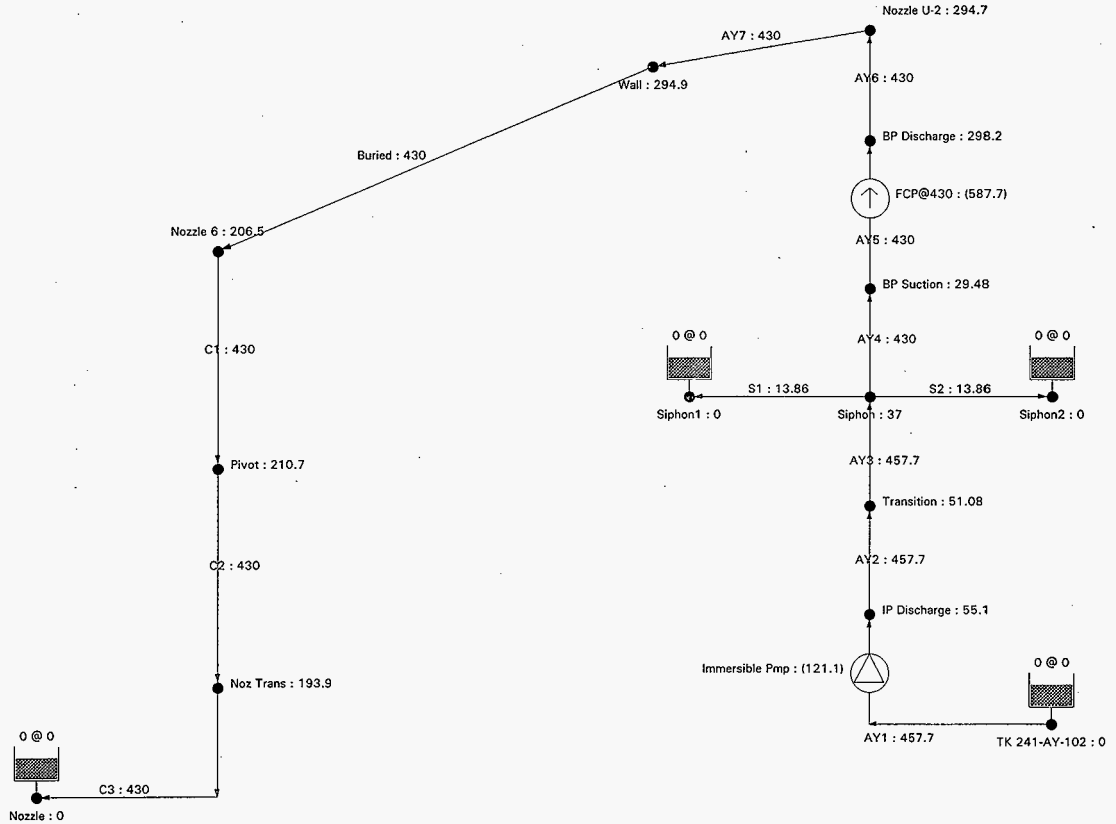 Nozzle U-2 : 294.7
AY7 : 430
Wall : 294.9
AY6 : 430
BP Discharge : 298.2
Buried : 430
FCP@430 : (587.7)
Nozzle 6 : 206.5
AY5 : 430
BP Suction : 29.48
0 @ 0
0 @ 0
C1 : 430
AY4 : 430
S1 : 13.86
S2 : 13.86
Siphon1 : 0
Siphon : 37
Siphon2 : 0
Pivot : 210.7
AY3 : 457.7
Transition : 51.08
C2 : 430
AY2 : 457.7
IP Discharge : 55.1
Immersible Pmp : (121.1)
0 @ 0
Noz Trans : 193.9
0 @ 0
AY1 : 457.7
TK 241-AY-102 : 0
C3 : 430
Nozzle : 0